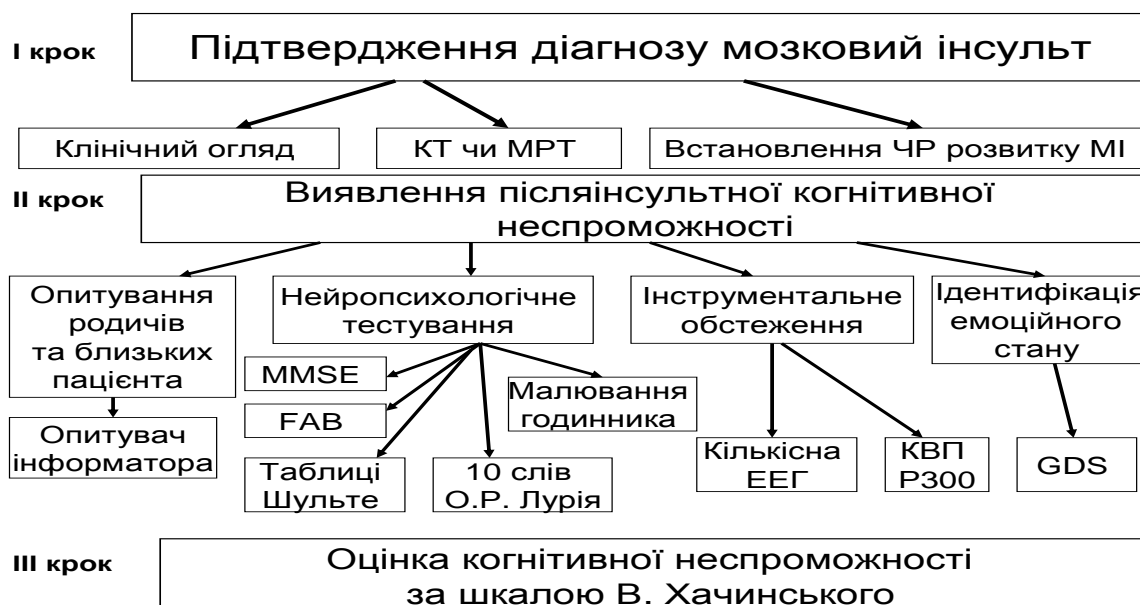 I крок
Підтвердження діагнозу мозковий інсульт
Клінічний огляд
КТ чи МРТ
Встановлення ЧР розвитку МІ
II крок
Виявлення післяінсультної когнітивної
неспроможності
Опитування
родичів
та близьких
пацієнта
Нейропсихологічне
тестування
Інструментальне
обстеження
Ідентифікація
емоційного
стану
MMSE
FAB
Малювання
годинника
Опитувач
інформатора
Таблиці
Шульте
10 слів
О.Р. Лурія
Кількісна
ЕЕГ
КВП
Р300
GDS
III крок
Оцінка когнітивної неспроможності
за шкалою В. Хачинського